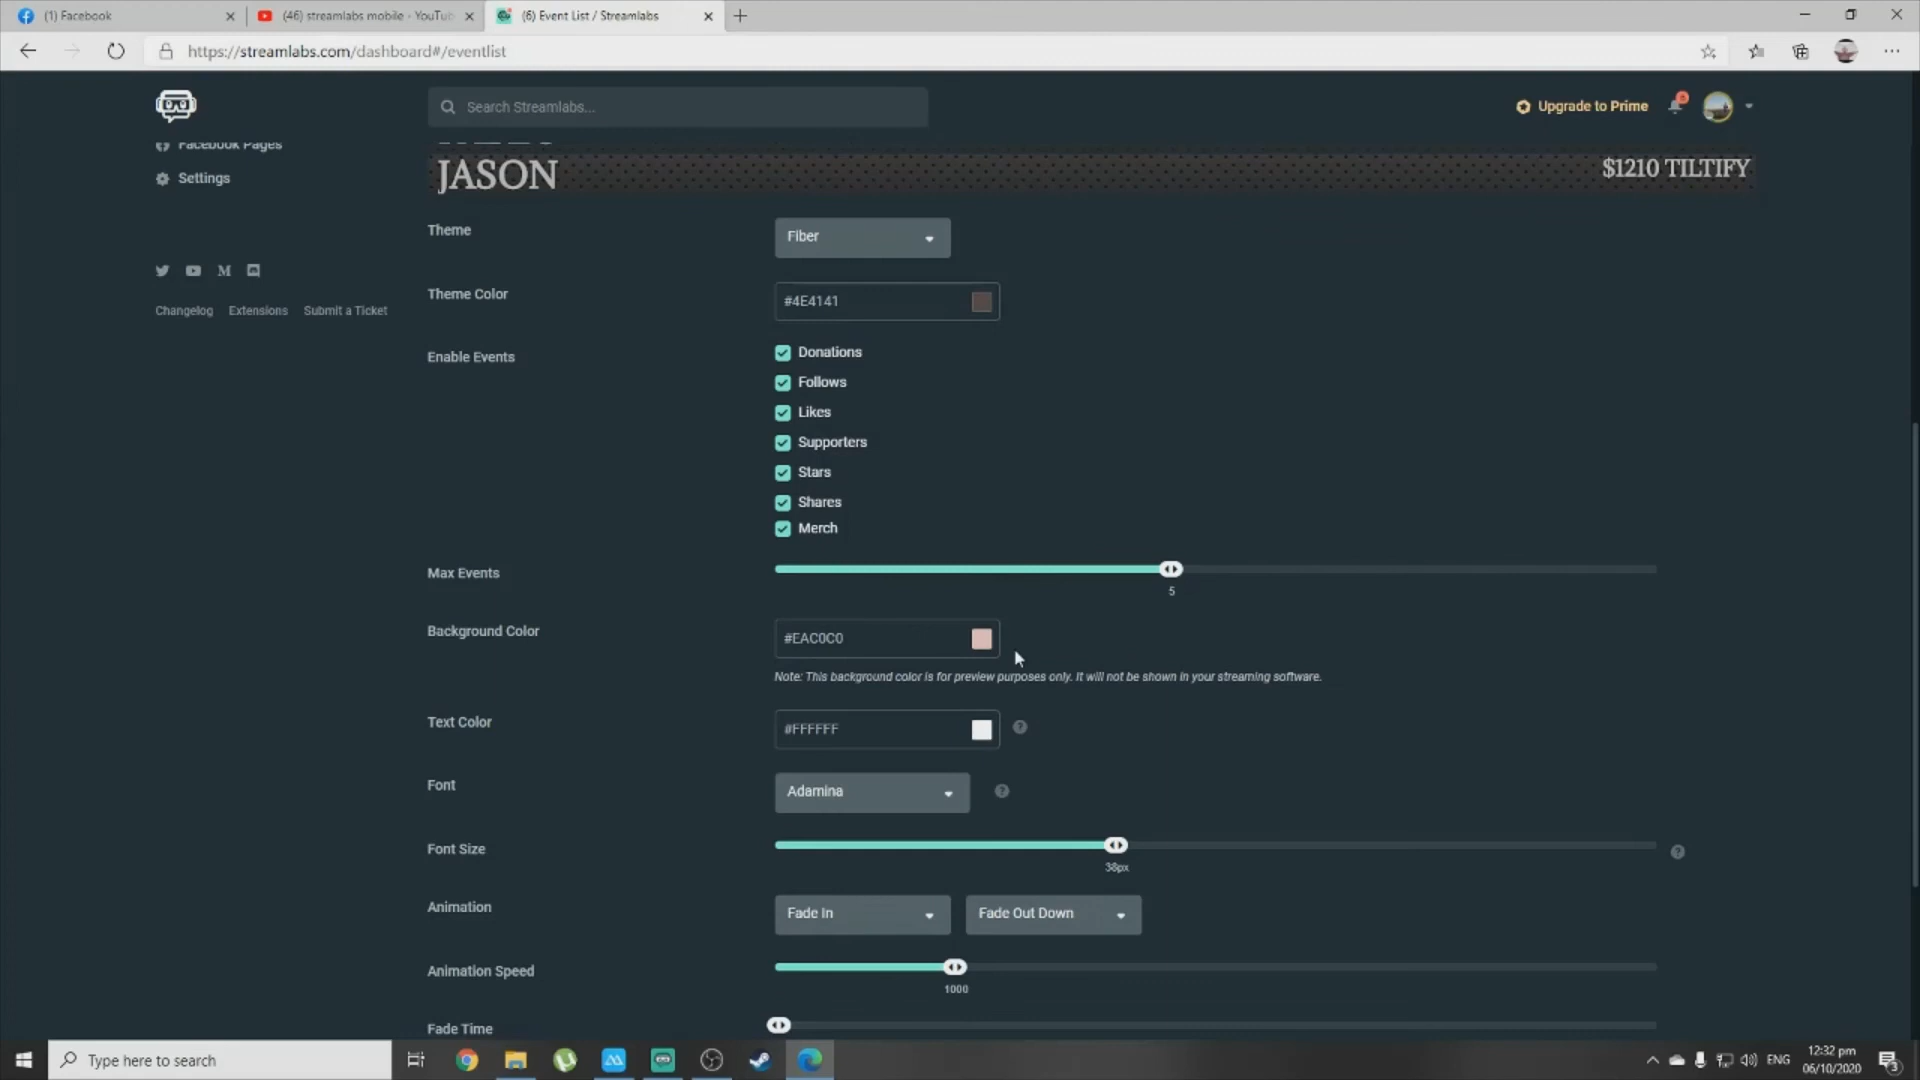 (1) Facebook
(46) streamlabs mobile - YouTub
(6) Event List / Streamlabs
https://streamlabs.com/dashboard#/eventlist
Search Streamlabs...
Upgrade to Prime
Facebook Pages
Settings
JASON
$1210 TILTIFY
Changelog Extensions Submit a Ticket
Theme
Fiber
Theme Color
#4E4141
Enable Events
Donations
Follows
Likes
Supporters
Stars
Shares
Merch
Max Events
5
Background Color
#EAC0C0
Note: This background color is for preview purposes only. It will not be shown in your streaming software.
Text Color
#FFFFFF
Font
Adamina
Font Size
38px
Animation
Fade In
Fade Out Down
Animation Speed
1000
Fade Time
Type here to search
ENG
12:32 pm
06/10/2020
3